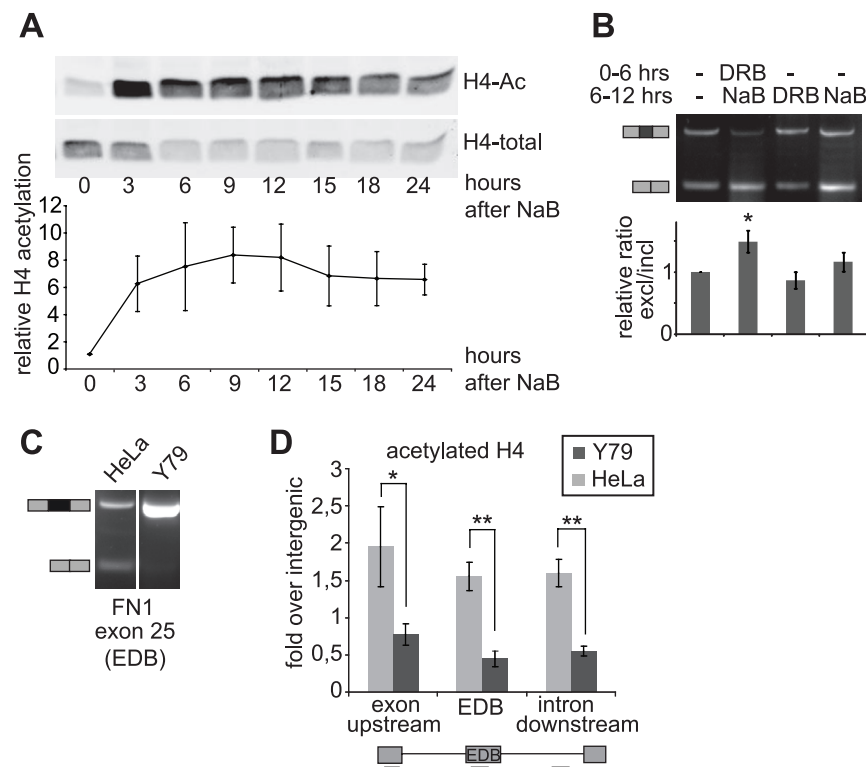 A
H4-Ac
H4-total
0 3 6 9 12 15 18 24
hours
after NaB
relative H4 acetylation
12
10
8
6
4
2
0
0 3 6 9 12 15 18 24
hours
after NaB
B
0-6 hrs - DRB - -
6-12 hrs - NaB DRB NaB
relative ratio
excl/incl
1
0
*
C
HeLa Y79
FN1
exon 25
(EDB)
D
acetylated H4
Y79
HeLa
fold over intergenic
3
2,5
2
1,5
1
0,5
0
* ** **
exon
upstream
EDB
intron
downstream
EDB